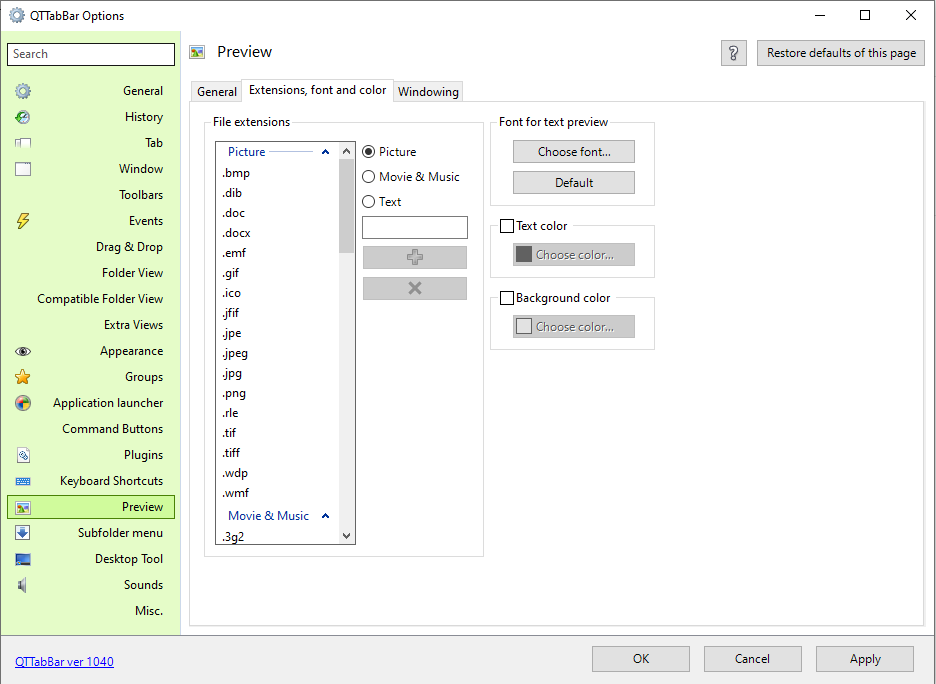 QTTabBar Options
Search
General
History
Tab
Window
Toolbars
Events
Drag & Drop
Folder View
Compatible Folder View
Extra Views
Appearance
Groups
Application launcher
Command Buttons
Plugins
Keyboard Shortcuts
Preview
Subfolder menu
Desktop Tool
Sounds
Misc.
Preview
?
Restore defaults of this page
General
Extensions, font and color
Windowing
File extensions
Picture
.bmp
.dib
.doc
.docx
.emf
.gif
.ico
.jfif
.jpe
.jpeg
.jpg
.png
.rle
.tif
.tiff
.wdp
.wmf
Movie & Music
.3g2
Picture
Movie & Music
Text
Font for text preview
Choose font...
Default
Text color
Choose color...
Background color
Choose color...
QTTabBar ver 1040
OK
Cancel
Apply